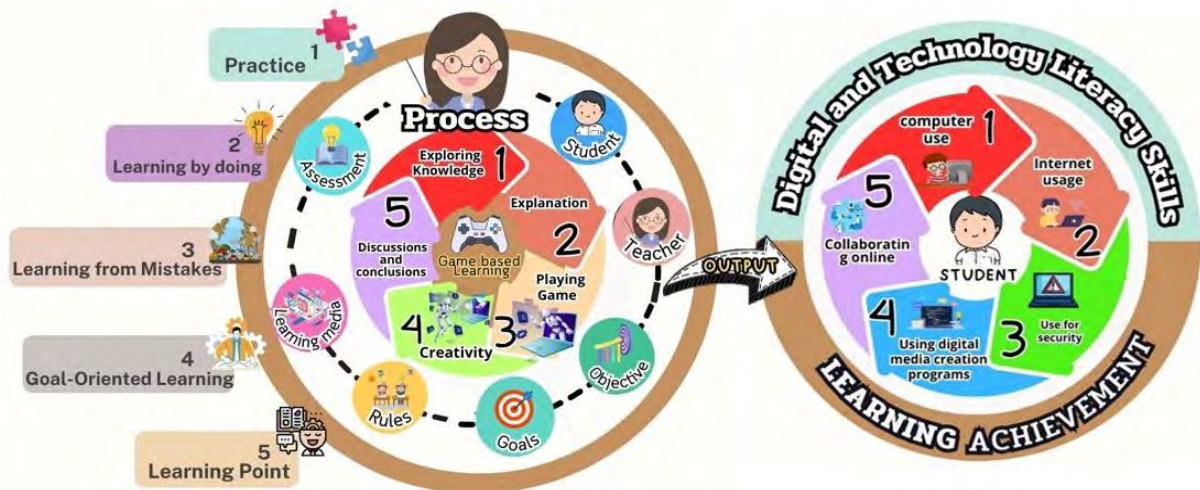 1
Practice
2
Learning by doing
3
Learning from Mistakes
4
Goal-Oriented Learning
5
Learning Point
Process
Student
Teacher
Objective
Goals
Rules
Learning media
Assessment
Exploring
Knowledge
1
Explanation
2
Playing
Game
3
4
Creativity
5
Discussions
and
conclusions
Game based
Learning
OUTPUT
Digital and Technology Literacy Skills
computer
use
1
Internet
usage
2
3
Use for
security
4
Using digital
media creation
programs
5
Collaboratin
g online
STUDENT
LEARNING ACHIEVEMENT